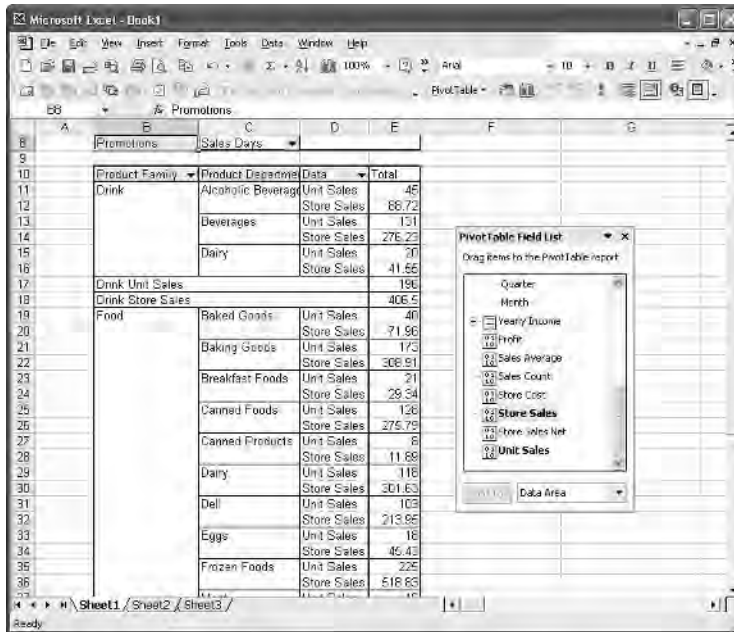 Microsoft Excel - Book1
File Edit View Insert Format Tools Data Window Help
100% Arial 10 B I U
PivotTable
B8 fx Promotions
A B C D E F G
8 Promotions Sales Days
9
10 Product Family Product Departme Data Total
11 Drink Alcoholic Beverag Unit Sales 45
12 Store Sales 88.72
13 Beverages Unit Sales 131
14 Store Sales 276.23
15 Dairy Unit Sales 20
16 Store Sales 41.55
17 Drink Unit Sales 196
18 Drink Store Sales 406.5
19 Food Baked Goods Unit Sales 40
20 Store Sales 71.96
21 Baking Goods Unit Sales 173
22 Store Sales 308.91
23 Breakfast Foods Unit Sales 21
24 Store Sales 29.34
25 Canned Foods Unit Sales
26 Store Sales 275.79
27 Canned Products Unit Sales 8
28 Store Sales 11.89
29 Dairy Unit Sales 118
30 Store Sales 301.63
31 Deli Unit Sales 103
32 Store Sales 213.95
33 Eggs Unit Sales 18
34 Store Sales 45.43
35 Frozen Foods Unit Sales 225
36 Store Sales 518.83
PivotTable Field List
Drag items to the PivotTable report
Quarter
Month
Yearly Income
Profit
Sales Average
Sales Count
Store Cost
Store Sales
Store Sales Net
Unit Sales
Data Area
Sheet1 Sheet2 Sheet3
Ready